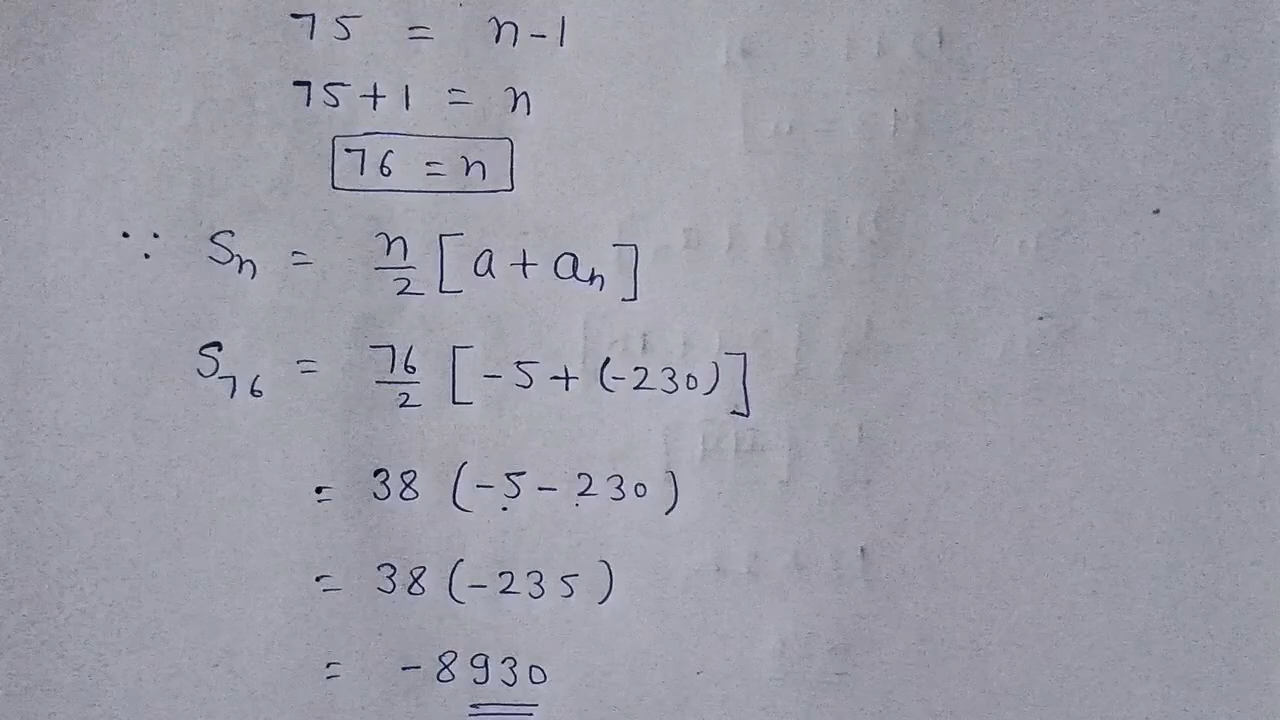 75 = n-1
75+1 = n
76 = n
∵ Sn = n/2 [a + an]
S76 = 76/2 [-5 + (-230)]
= 38 (-5 - 230)
= 38 (-235)
= -8930